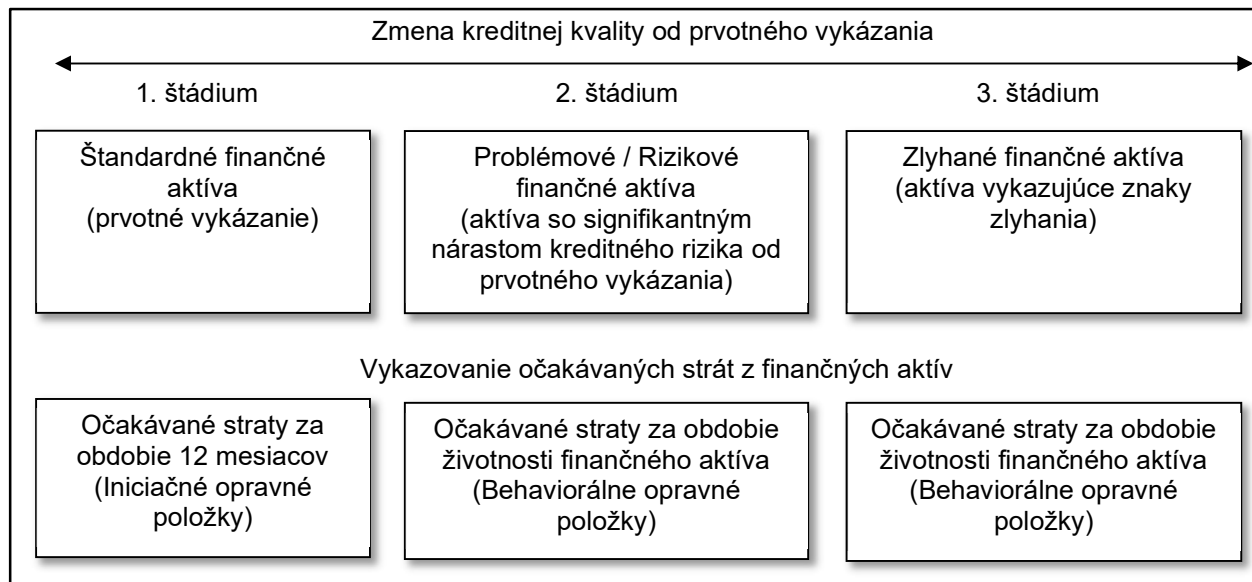 Zmena kreditnej kvality od prvotného vykázania
1. štádium
2. štádium
3. štádium
Štandardné finančné
aktíva
(prvotné vykázanie)
Problémové / Rizikové
finančné aktíva
(aktíva so signifikantným
nárastom kreditného rizika od
prvotného vykázania)
Zlyhané finančné aktíva
(aktíva vykazujúce znaky
zlyhania)
Vykazovanie očakávaných strát z finančných aktív
Očakávané straty za
obdobie 12 mesiacov
(Iniciačné opravné
položky)
Očakávané straty za obdobie
životnosti finančného aktíva
(Behaviorálne opravné
položky)
Očakávané straty za obdobie
životnosti finančného aktíva
(Behaviorálne opravné
položky)